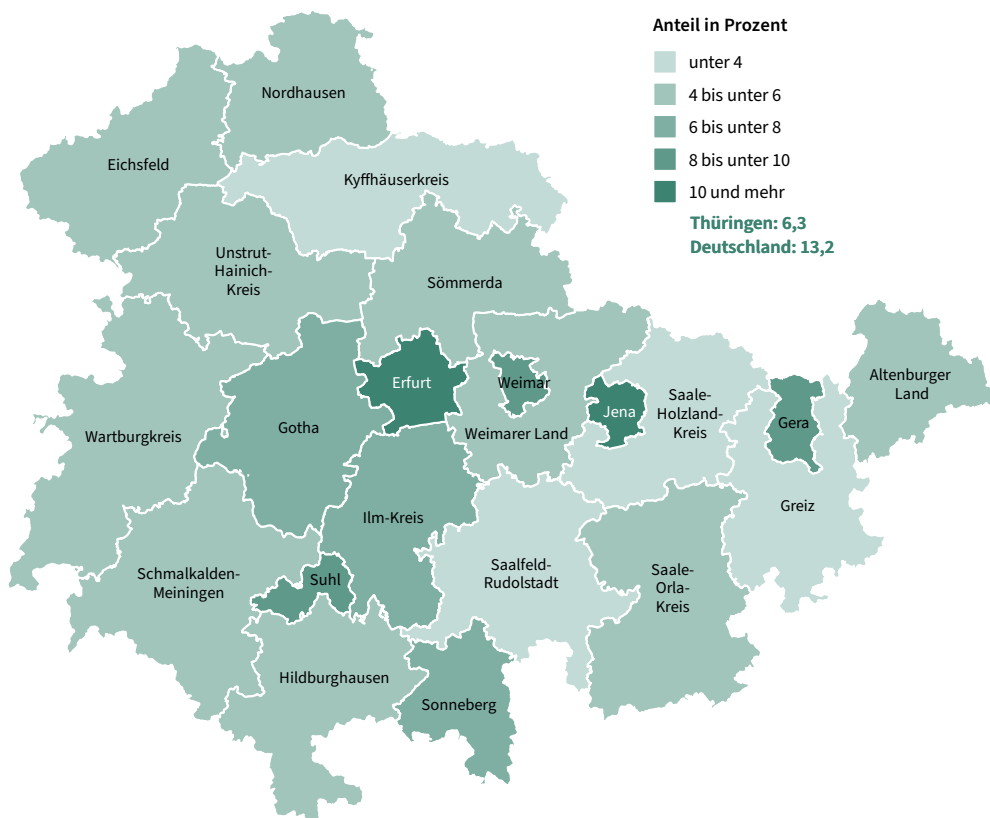 Anteil in Prozent
unter 4
4 bis unter 6
6 bis unter 8
8 bis unter 10
10 und mehr
Thüringen: 6,3
Deutschland: 13,2
Nordhausen
Eichsfeld
Kyffhäuserkreis
Unstrut-
Hainich-
Kreis
Sömmerda
Erfurt
Weimar
Jena
Saale-
Holzland-
Kreis
Altenburger
Land
Gera
Wartburgkreis
Gotha
Weimarer Land
Greiz
Ilm-Kreis
Saalfeld-
Rudolstadt
Saale-
Orla-
Kreis
Schmalkalden-
Meiningen
Suhl
Hildburghausen
Sonneberg